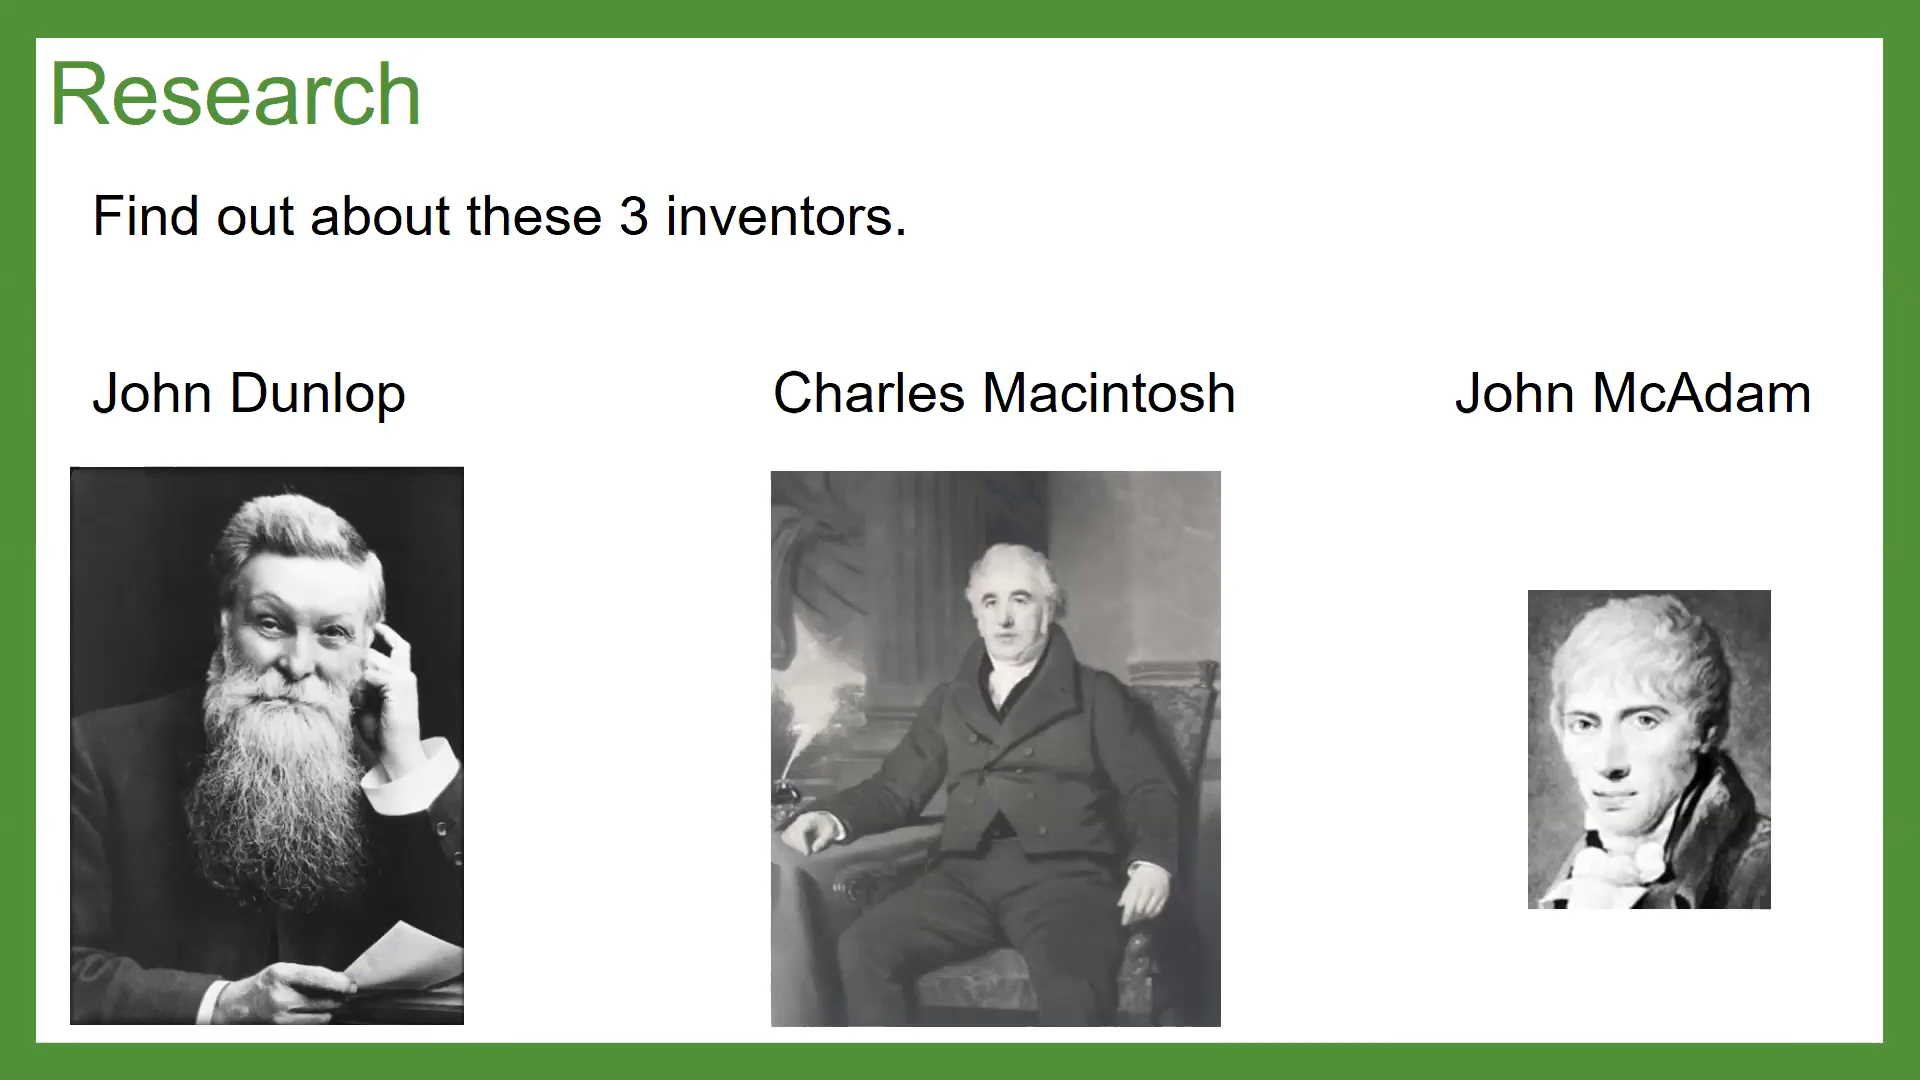 Research
Find out about these 3 inventors.
John Dunlop
Charles Macintosh
John McAdam